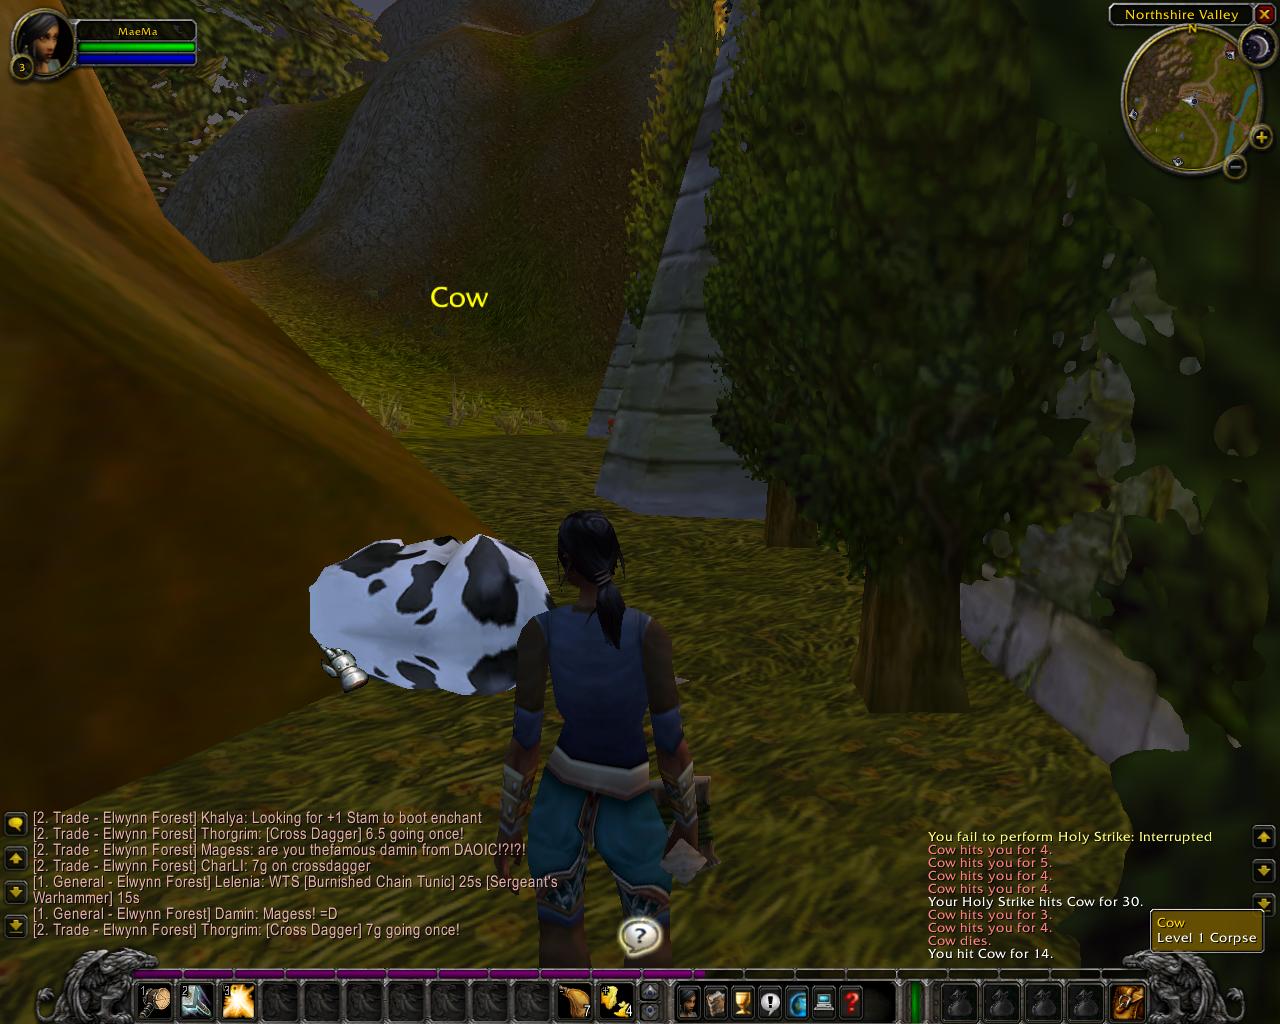 MaeMa
3
Northshire Valley
N
Cow
[2. Trade - Elwynn Forest] Khalya: Looking for +1 Stam to boot enchant
[2. Trade - Elwynn Forest] Thorgrim: [Cross Dagger] 6.5 going once!
[2. Trade - Elwynn Forest] Magess: are you thefamous damin from DAOIC!?!?!
[2. Trade - Elwynn Forest] CharLI: 7g on crossdagger
[1. General - Elwynn Forest] Lelenia: WTS [Burnished Chain Tunic] 25s [Sergeant's
Warhammer] 15s
[1. General - Elwynn Forest] Damin: Magess! =D
[2. Trade - Elwynn Forest] Thorgrim: [Cross Dagger] 7g going once!
You fail to perform Holy Strike: Interrupted
Cow hits you for 4.
Cow hits you for 5.
Cow hits you for 4.
Cow hits you for 4.
Your Holy Strike hits Cow for 30.
Cow hits you for 3.
Cow hits you for 4.
Cow dies.
You hit Cow for 14.
Cow
Level 1 Corpse
?
1 2 3 7 4 ! ?